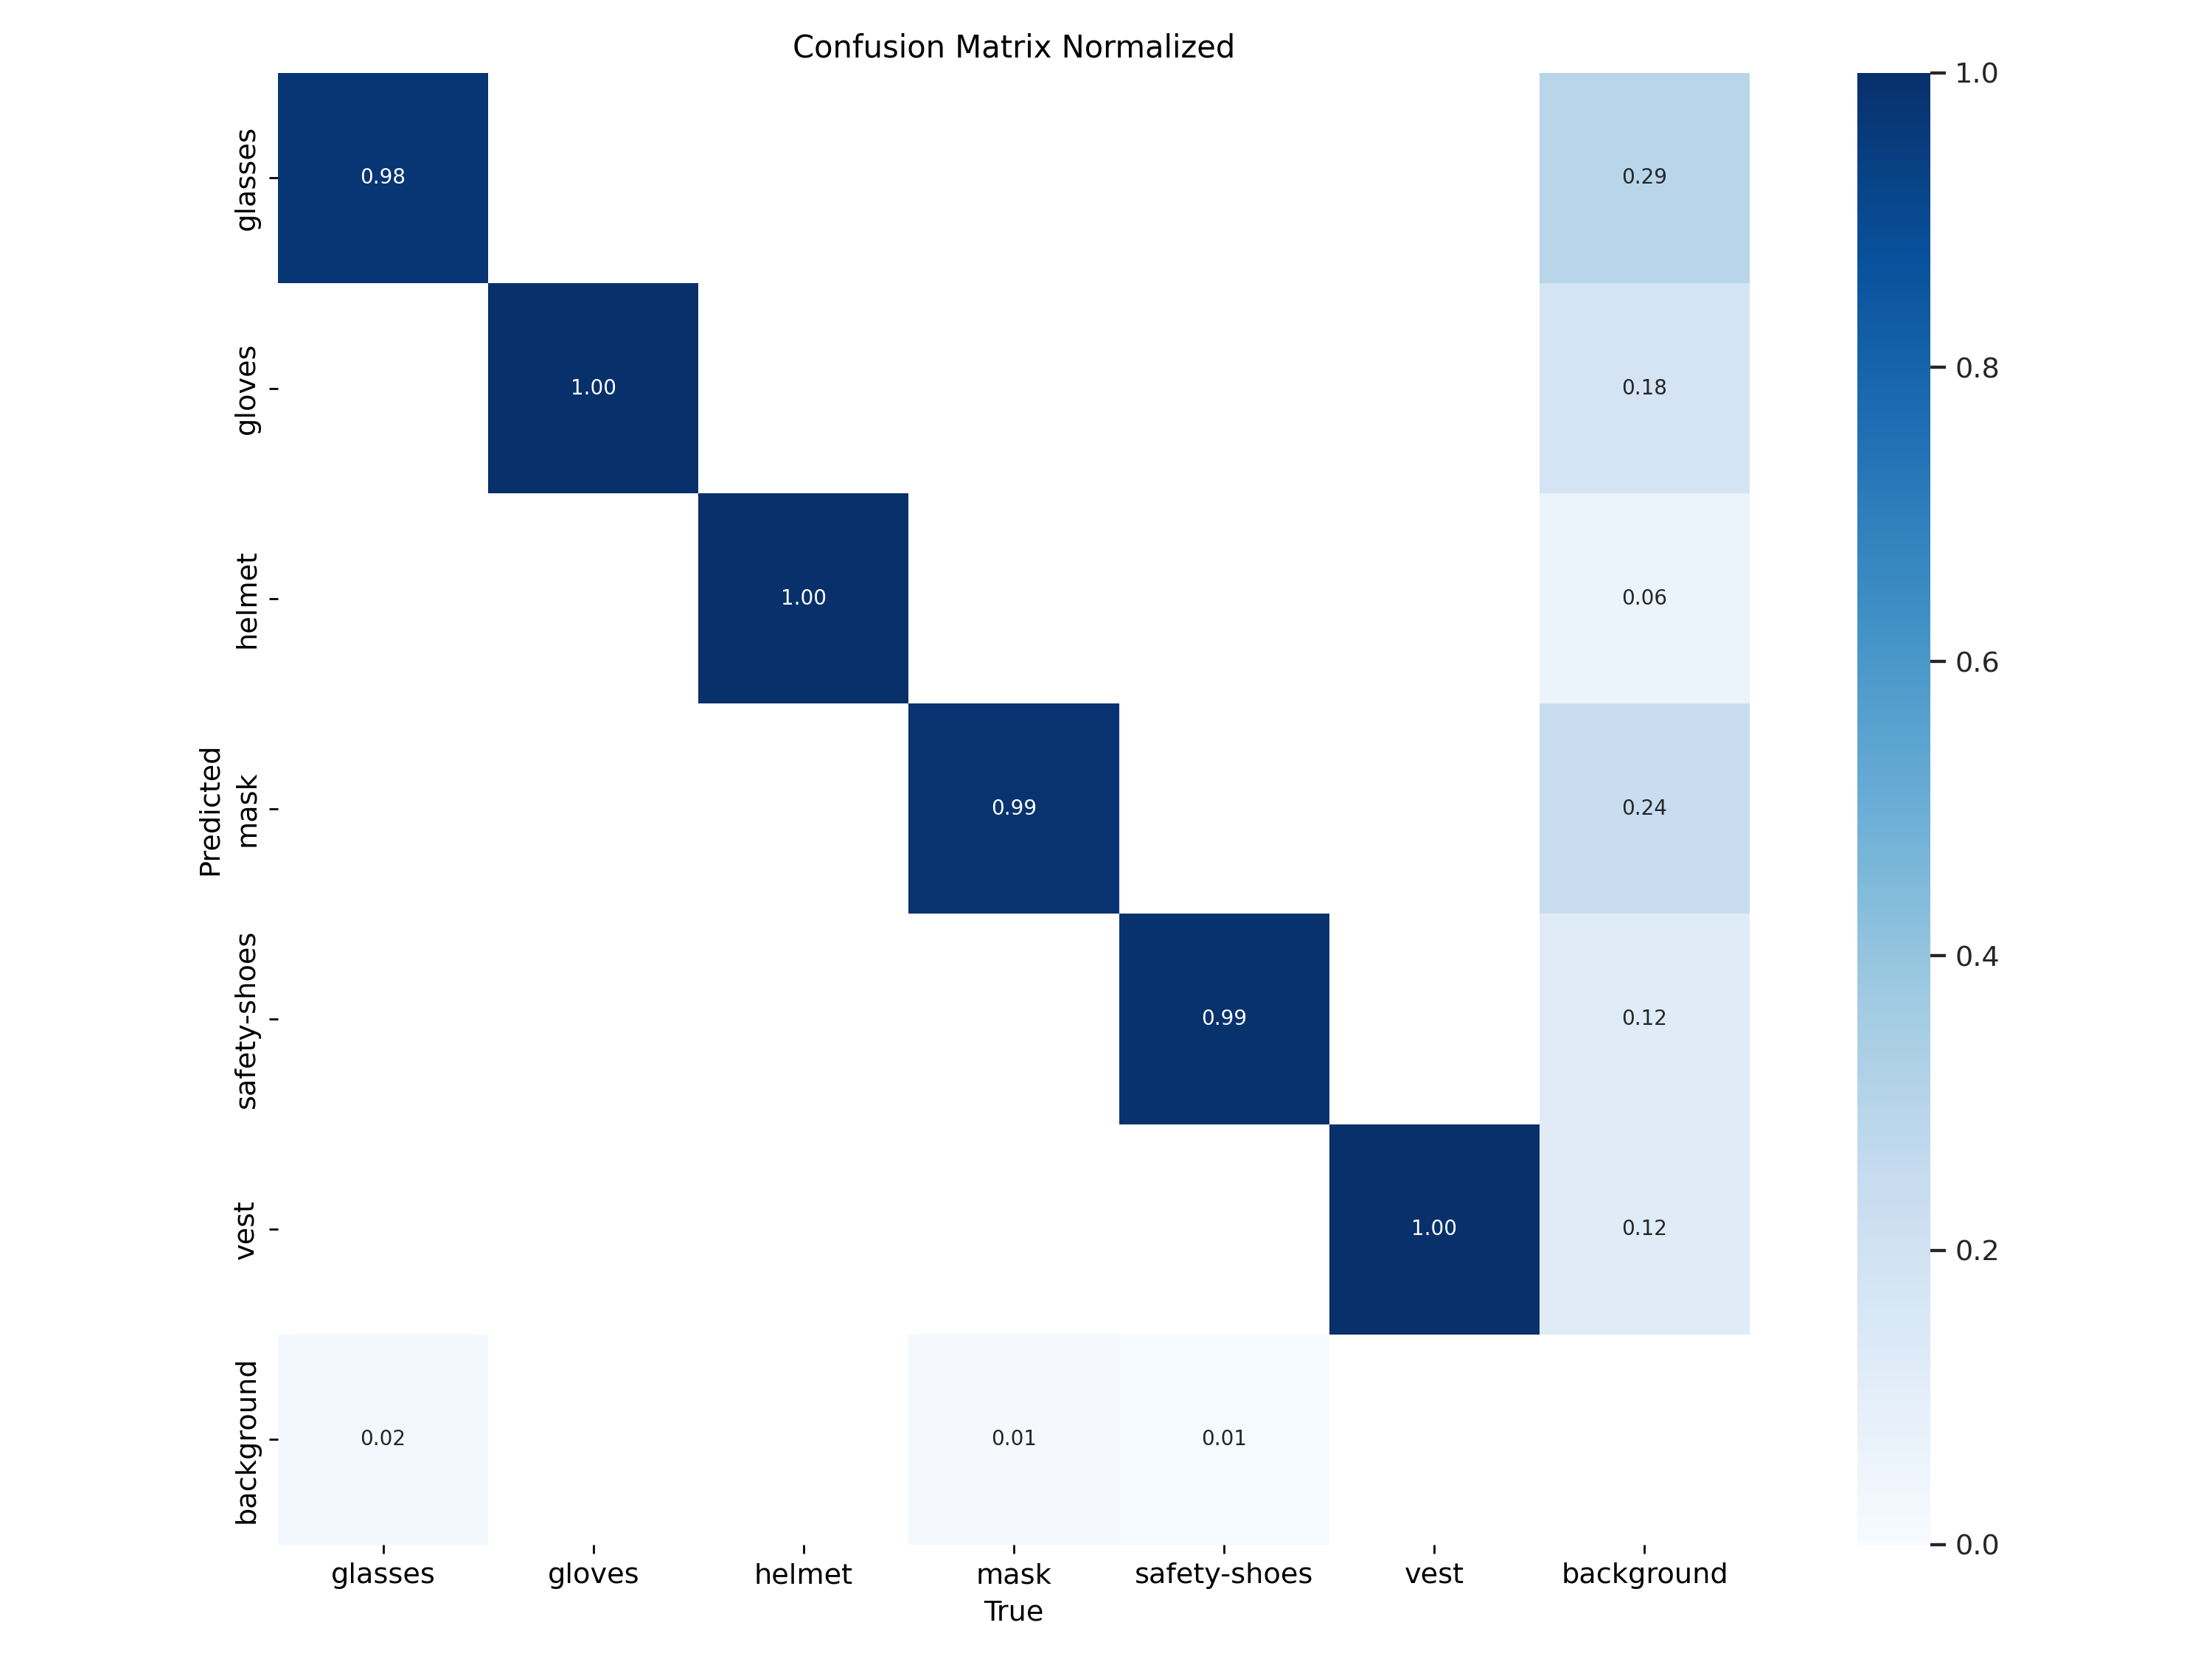 Confusion Matrix Normalized
glasses 0.98 0.29 1.0
gloves 1.00 0.18 0.8
helmet 1.00 0.06 0.6
Predicted
mask 0.99 0.24
safety-shoes 0.99 0.12 0.4
vest 1.00 0.12 0.2
background 0.02 0.01 0.01 0.0
glasses gloves helmet mask safety-shoes vest background
True